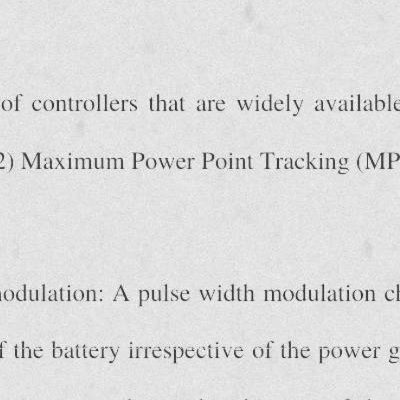 of controllers that are widely available
2) Maximum Power Point Tracking (MP
odulation: A pulse width modulation ch
f the battery irrespective of the power g